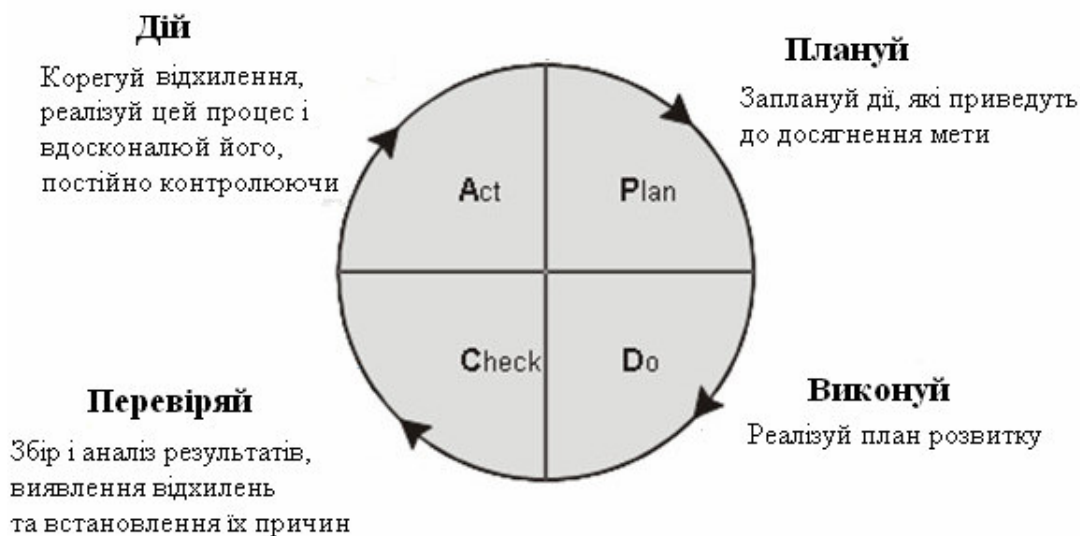 Дій
Корегуй відхилення,
реалізуй цей процес і
вдосконалюй його,
постійно контролюючи
Плануй
Заплануй дії, які приведуть
до досягнення мети
Act
Plan
Check
Do
Перевіряй
Збір і аналіз результатів,
виявлення відхилень
та встановлення їх причин
Виконуй
Реалізуй план розвитку